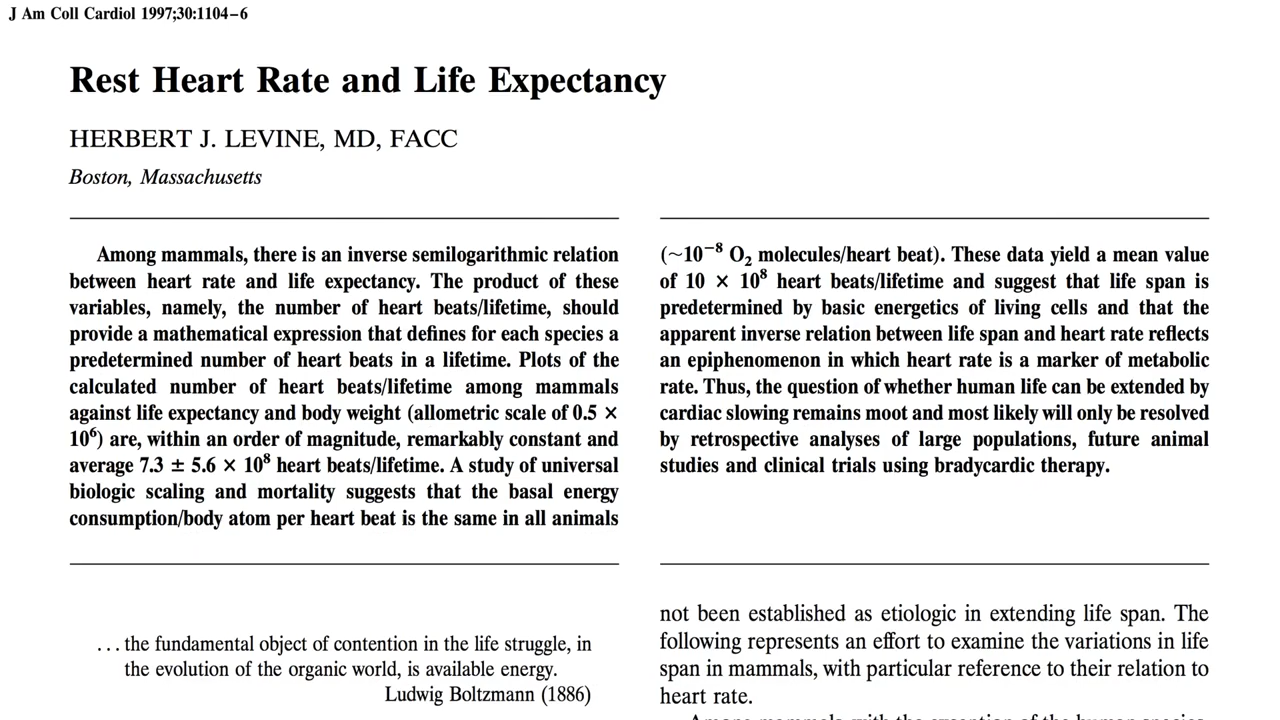 J Am Coll Cardiol 1997;30:1104–6
Rest Heart Rate and Life Expectancy
HERBERT J. LEVINE, MD, FACC
Boston, Massachusetts
Among mammals, there is an inverse semilogarithmic relation
between heart rate and life expectancy. The product of these
variables, namely, the number of heart beats/lifetime, should
provide a mathematical expression that defines for each species a
predetermined number of heart beats in a lifetime. Plots of the
calculated number of heart beats/lifetime among mammals
against life expectancy and body weight (allometric scale of 0.5 ×
10⁶) are, within an order of magnitude, remarkably constant and
average 7.3 ± 5.6 × 10⁸ heart beats/lifetime. A study of universal
biologic scaling and mortality suggests that the basal energy
consumption/body atom per heart beat is the same in all animals
(~10⁻⁸ O₂ molecules/heart beat). These data yield a mean value
of 10 × 10⁸ heart beats/lifetime and suggest that life span is
predetermined by basic energetics of living cells and that the
apparent inverse relation between life span and heart rate reflects
an epiphenomenon in which heart rate is a marker of metabolic
rate. Thus, the question of whether human life can be extended by
cardiac slowing remains moot and most likely will only be resolved
by retrospective analyses of large populations, future animal
studies and clinical trials using bradycardic therapy.
. . . the fundamental object of contention in the life struggle, in
the evolution of the organic world, is available energy.
Ludwig Boltzmann (1886)
not been established as etiologic in extending life span. The
following represents an effort to examine the variations in life
span in mammals, with particular reference to their relation to
heart rate.
Among mammals, with the exception of the human species,